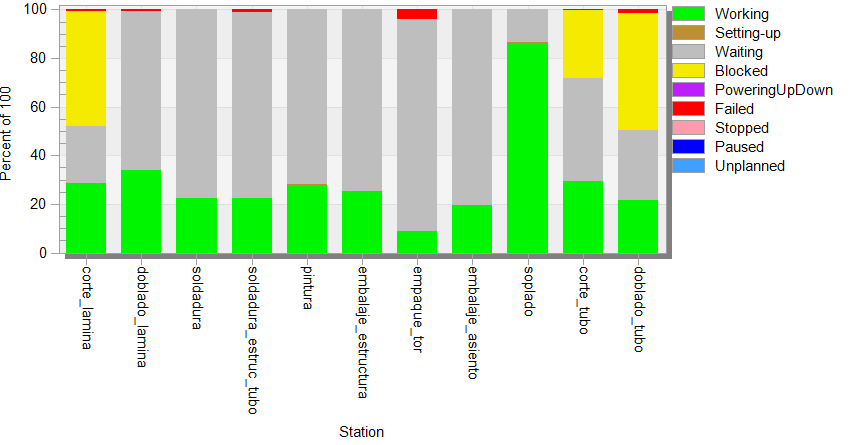 Percent of 100
100
80
60
40
20
0
corte_lamina
doblado_lamina
soldadura
soldadura_estruc_tubo
pintura
embalaje_estructura
empaque_tor
embalaje_asiento
soplado
corte_tubo
doblado_tubo
Station
Working
Setting-up
Waiting
Blocked
PoweringUpDown
Failed
Stopped
Paused
Unplanned